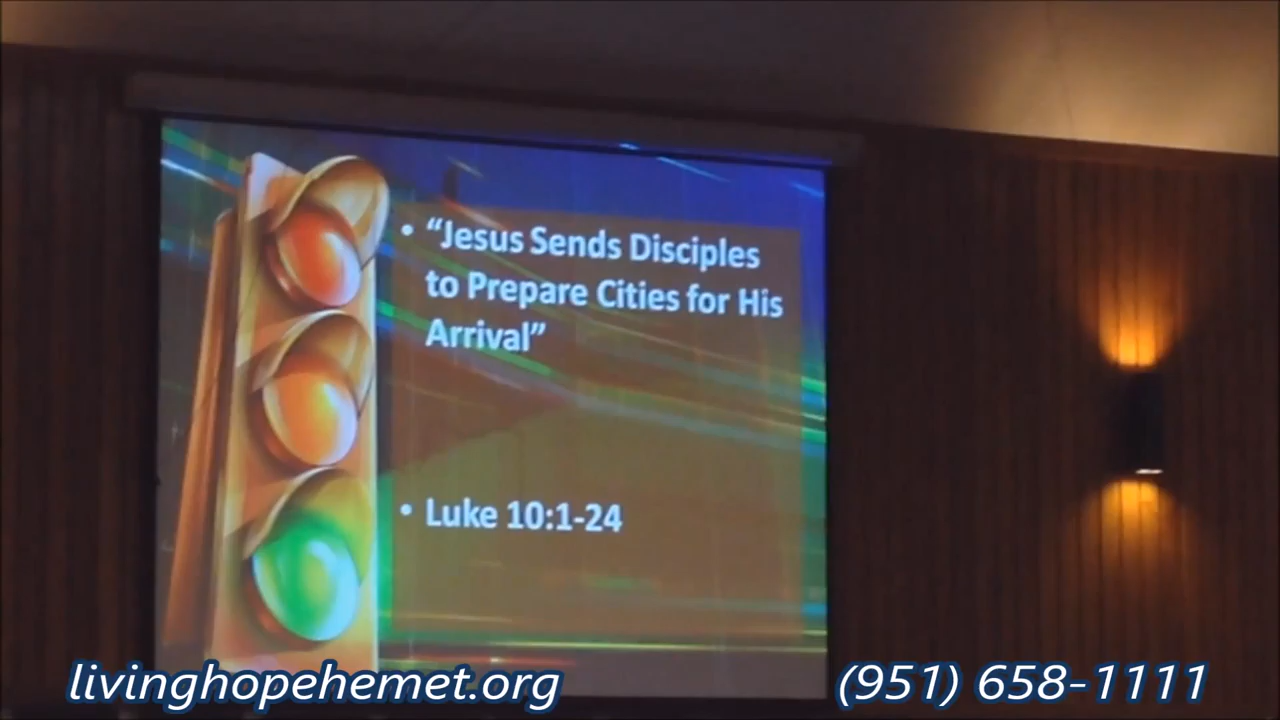 • “Jesus Sends Disciples
to Prepare Cities for His
Arrival”
• Luke 10:1-24
livinghopehemet.org
(951) 658-1111